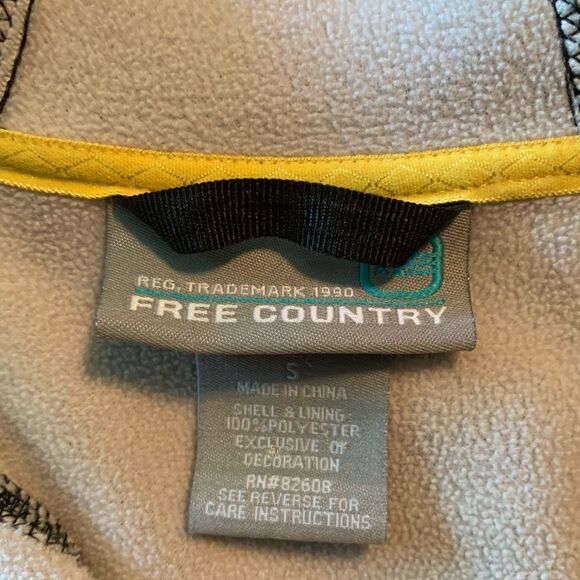 REG. TRADEMARK 1990
FREE COUNTRY
S
MADE IN CHINA
SHELL & LINING:
100%POLYESTER
EXCLUSIVE OF
DECORATION
RN#82608
SEE REVERSE FOR
CARE INSTRUCTIONS